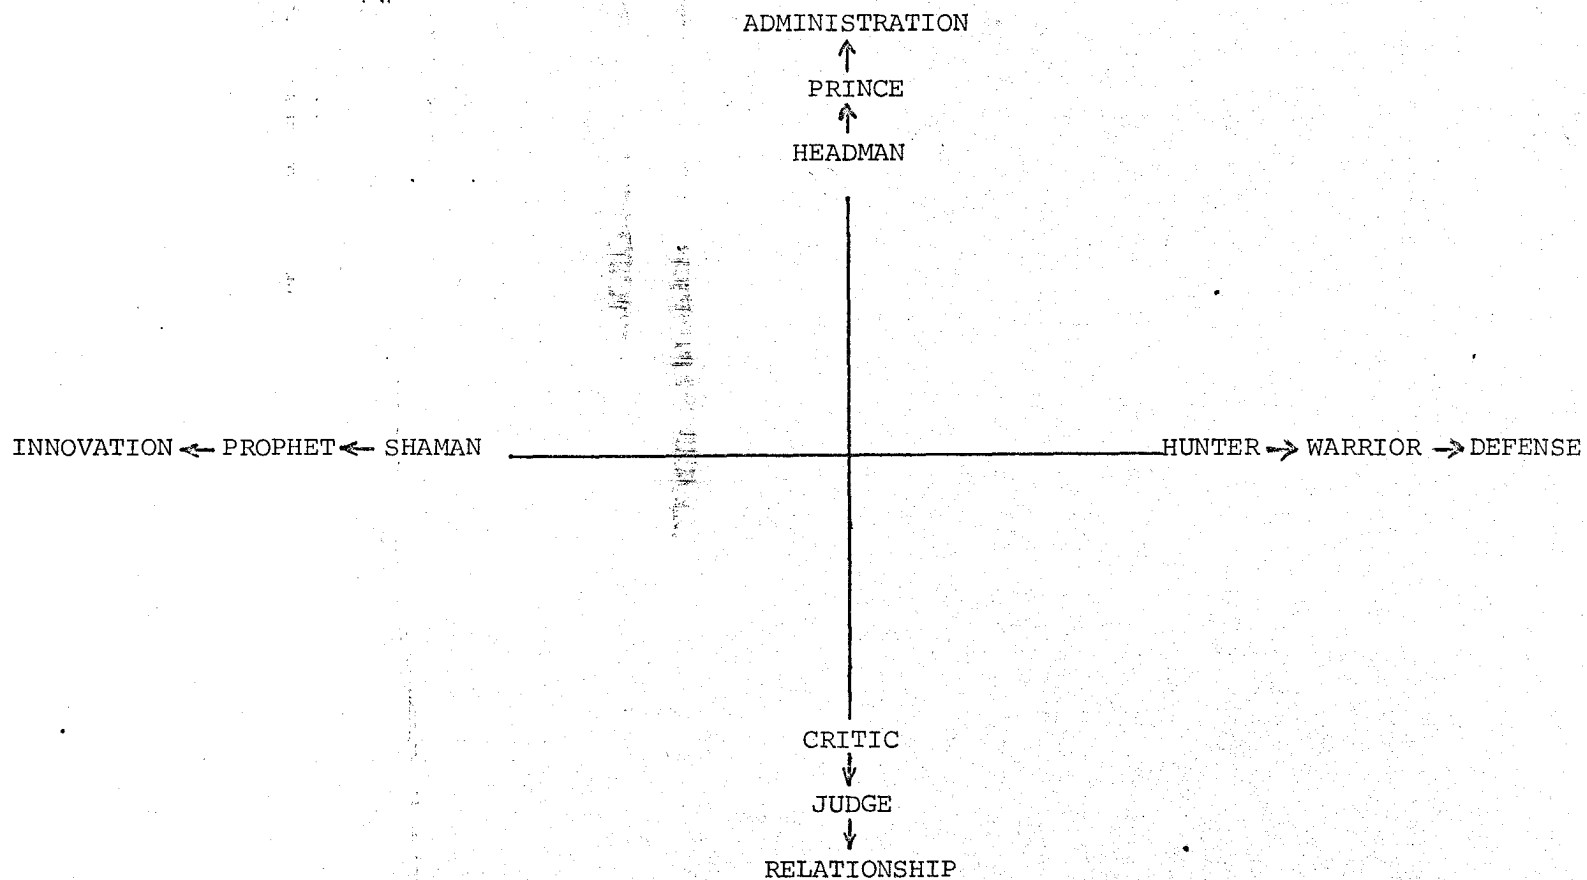 ADMINISTRATION
↑
PRINCE
↑
HEADMAN
INNOVATION ← PROPHET ← SHAMAN
HUNTER → WARRIOR → DEFENSE
CRITIC
↓
JUDGE
↓
RELATIONSHIP